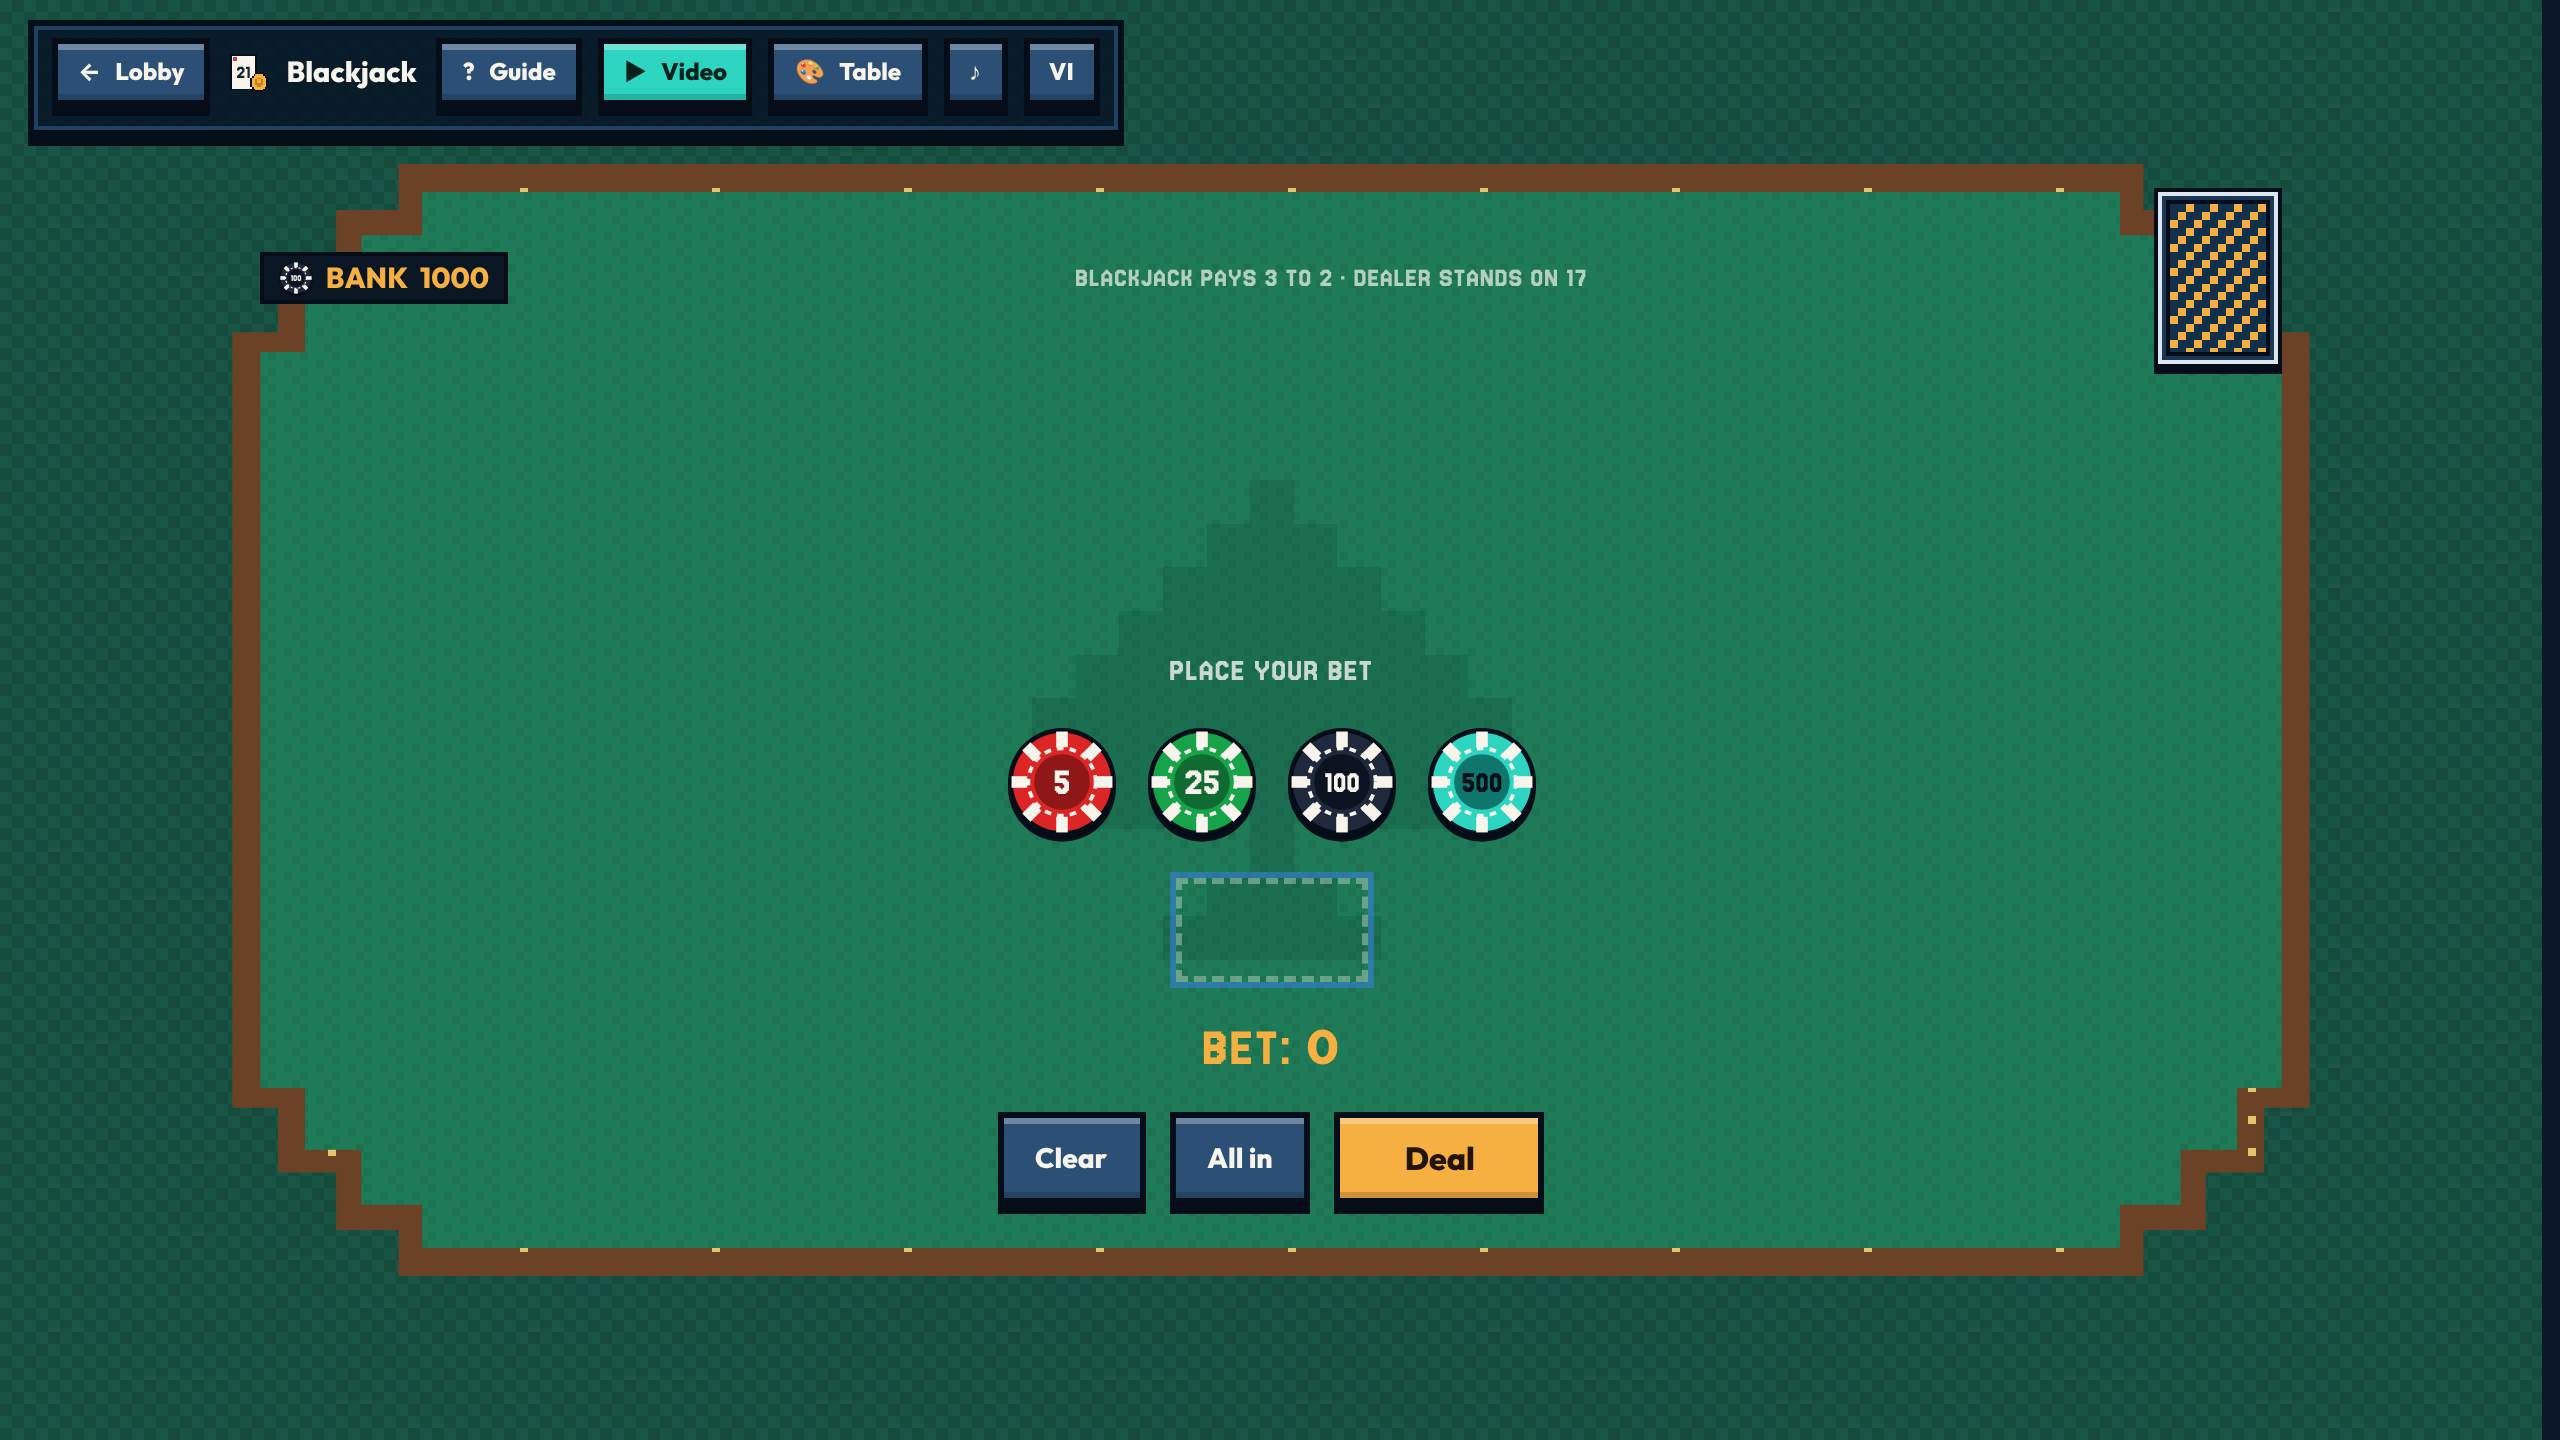 ← Lobby 21 Blackjack ? Guide ▶ Video Table ♪ VI
100 BANK 1000
BLACKJACK PAYS 3 TO 2 · DEALER STANDS ON 17
PLACE YOUR BET
5 25 100 500
BET: 0
Clear All in Deal